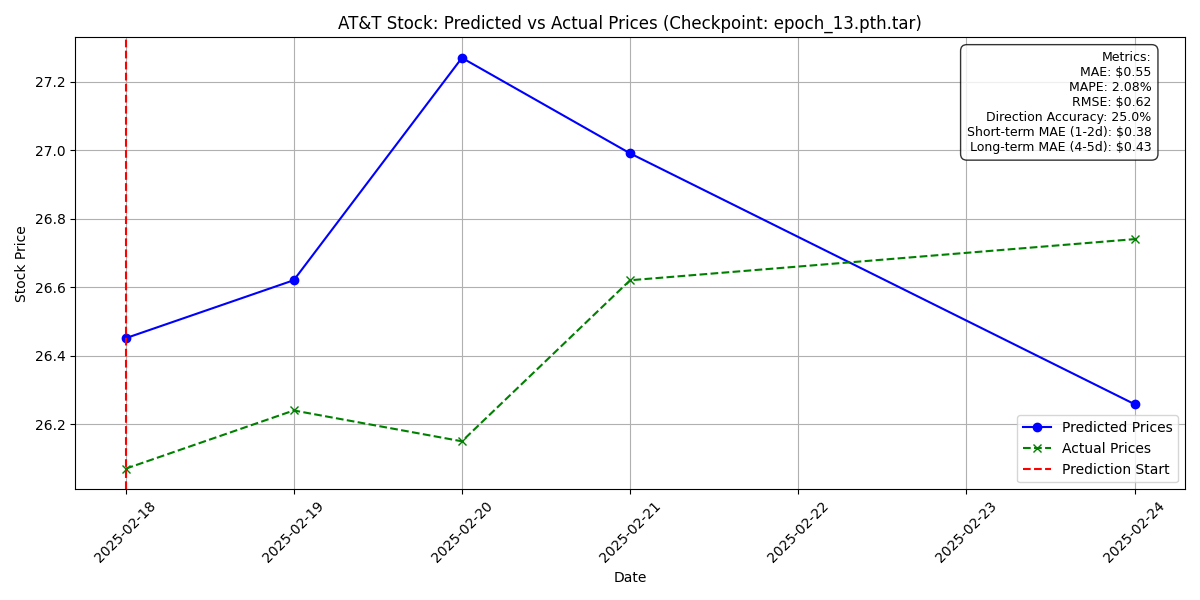 AT&T Stock: Predicted vs Actual Prices (Checkpoint: epoch_13.pth.tar)
Metrics:
MAE: $0.55
MAPE: 2.08%
RMSE: $0.62
Direction Accuracy: 25.0%
Short-term MAE (1-2d): $0.38
Long-term MAE (4-5d): $0.43
Stock Price
27.2
27.0
26.8
26.6
26.4
26.2
Predicted Prices
Actual Prices
Prediction Start
2025-02-18
2025-02-19
2025-02-20
2025-02-21
2025-02-22
2025-02-23
2025-02-24
Date